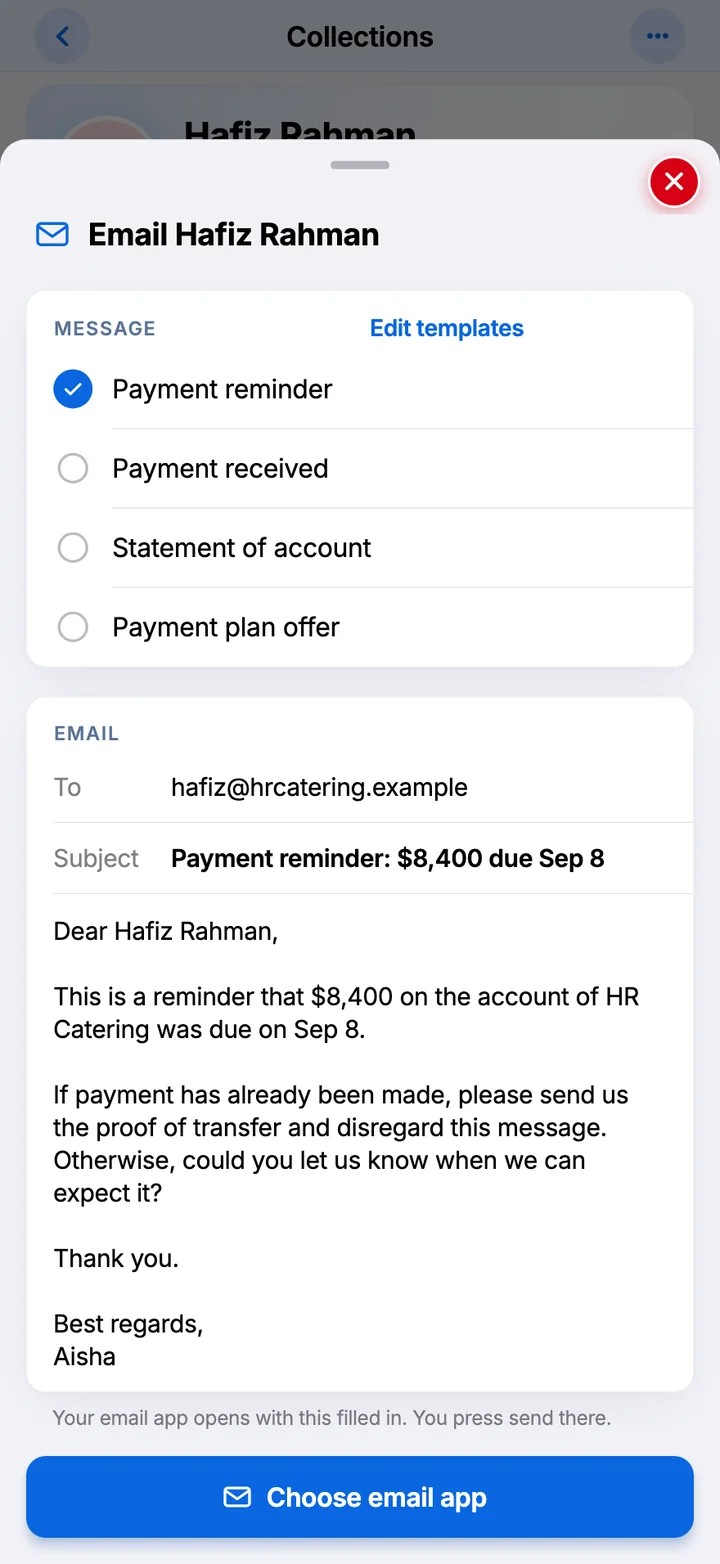 Collections
Hafiz Rahman
Email Hafiz Rahman
MESSAGE
Edit templates
Payment reminder
Payment received
Statement of account
Payment plan offer
EMAIL
To hafiz@hrcatering.example
Subject Payment reminder: $8,400 due Sep 8
Dear Hafiz Rahman,
This is a reminder that $8,400 on the account of HR
Catering was due on Sep 8.
If payment has already been made, please send us
the proof of transfer and disregard this message.
Otherwise, could you let us know when we can
expect it?
Thank you.
Best regards,
Aisha
Your email app opens with this filled in. You press send there.
Choose email app